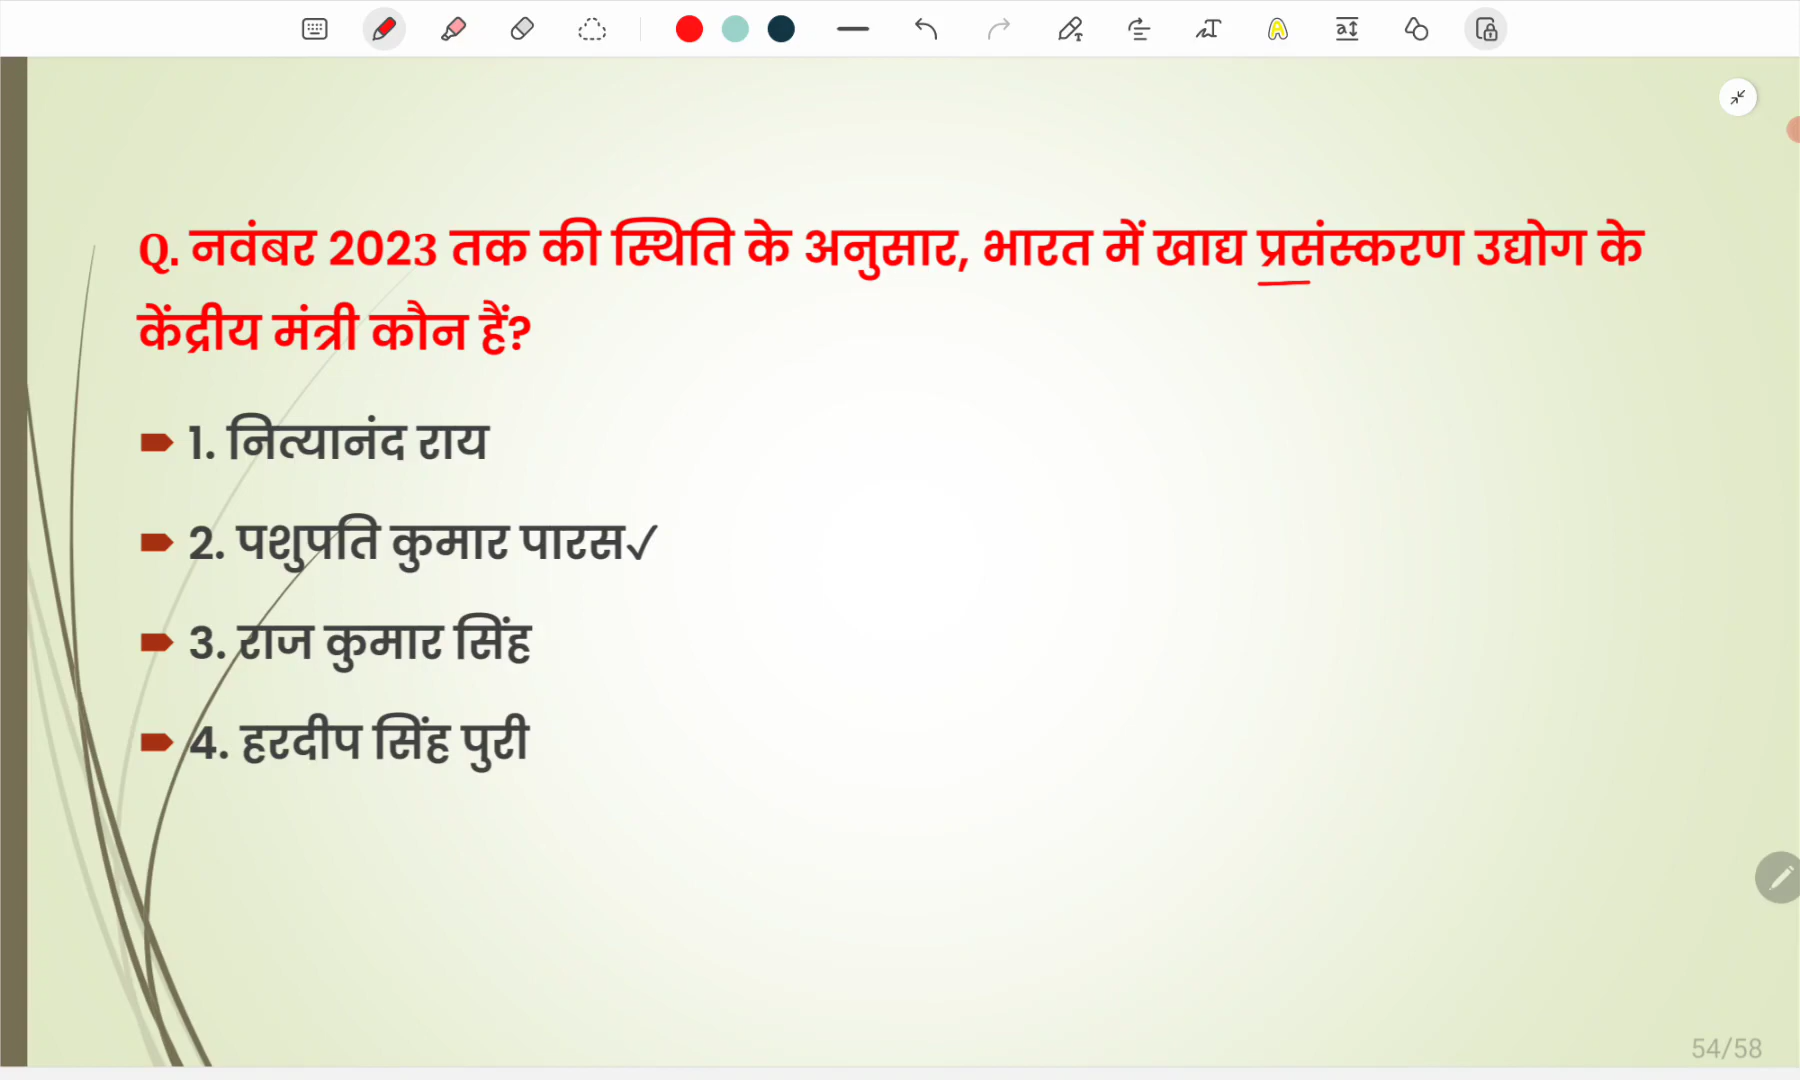 Q. नवंबर 2023 तक की स्थिति के अनुसार, भारत में खाद्य प्रसंस्करण उद्योग के
केंद्रीय मंत्री कौन हैं?
1. नित्यानंद राय
2. पशुपति कुमार पारस✓
3. राज कुमार सिंह
4. हरदीप सिंह पुरी
54/58